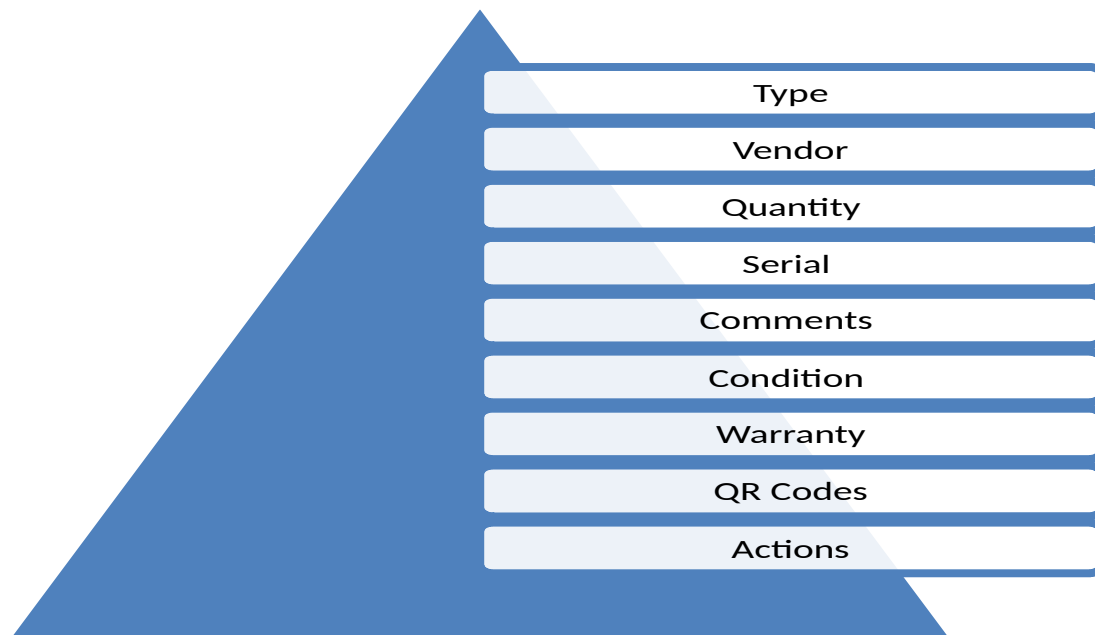 Type
Vendor
Quantity
Serial
Comments
Condition
Warranty
QR Codes
Actions